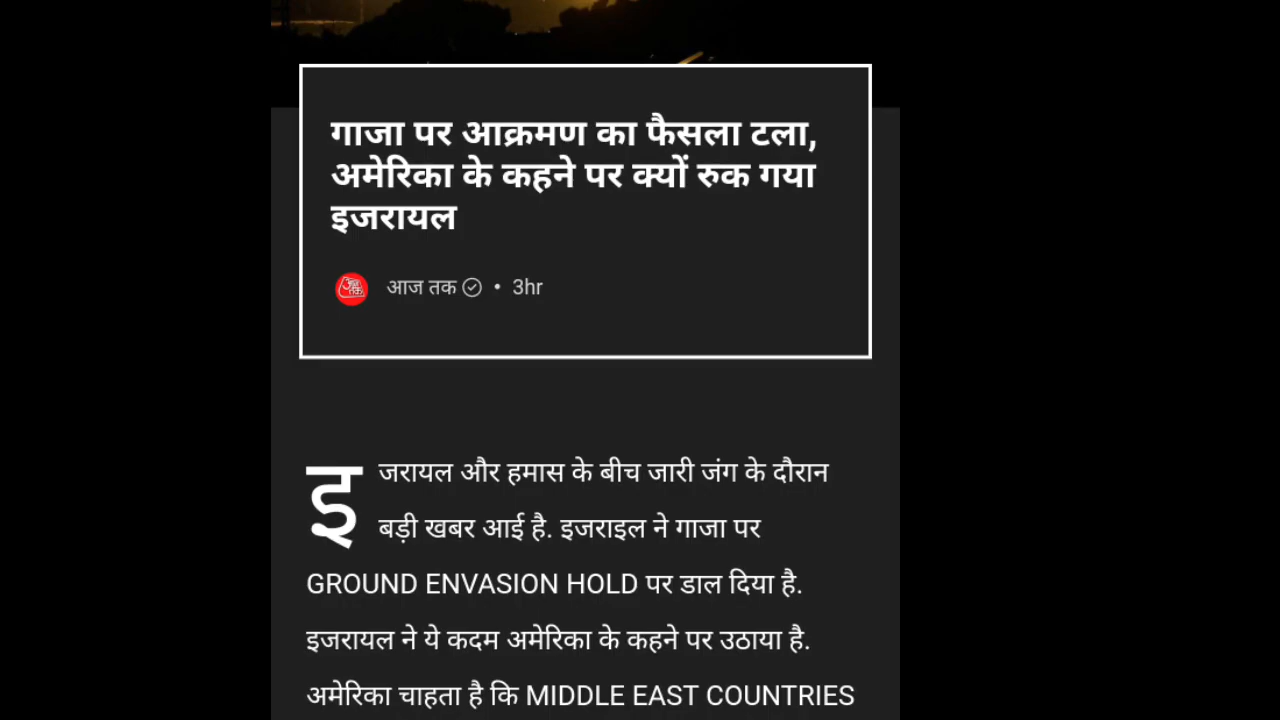 गाजा पर आक्रमण का फैसला टला,
अमेरिका के कहने पर क्यों रुक गया
इजरायल
आज तक
आज तक • 3hr
इजरायल और हमास के बीच जारी जंग के दौरान
बड़ी खबर आई है. इजराइल ने गाजा पर
GROUND ENVASION HOLD पर डाल दिया है.
इजरायल ने ये कदम अमेरिका के कहने पर उठाया है.
अमेरिका चाहता है कि MIDDLE EAST COUNTRIES